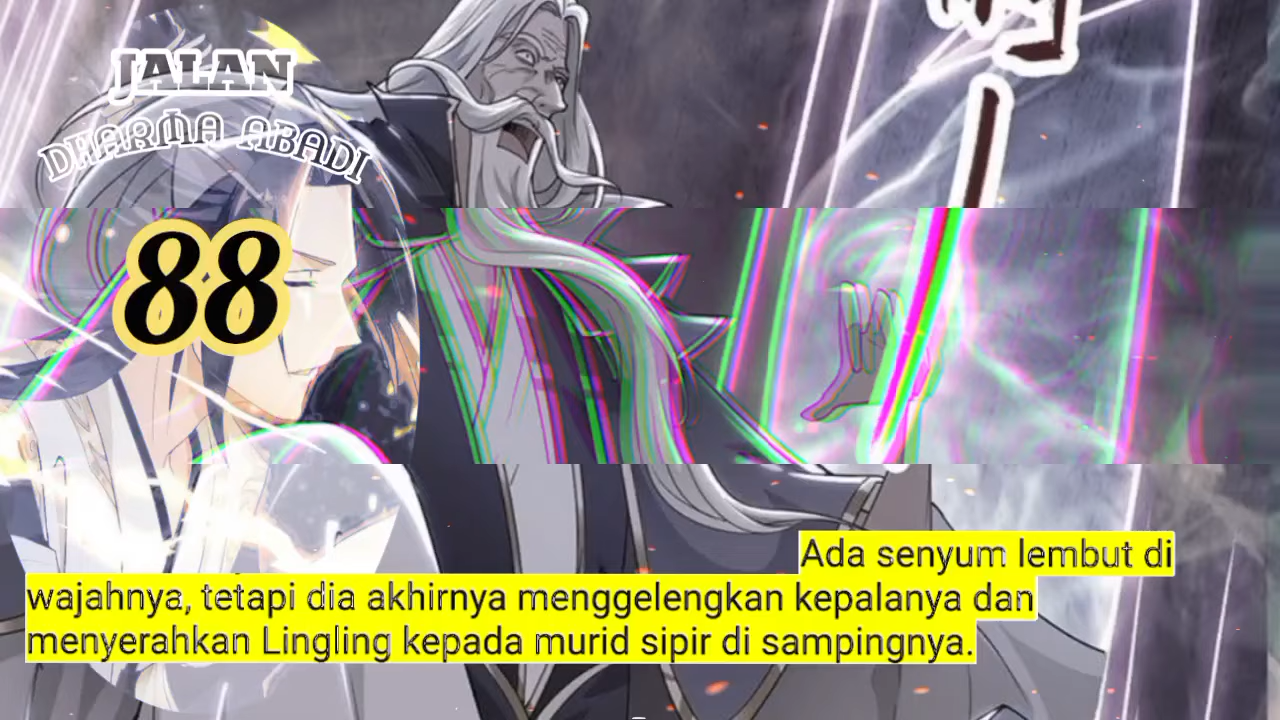 JALAN
DHARMA ABADI
88
Ada senyum lembut di
wajahnya, tetapi dia akhirnya menggelengkan kepalanya dan
menyerahkan Lingling kepada murid sipir di sampingnya.